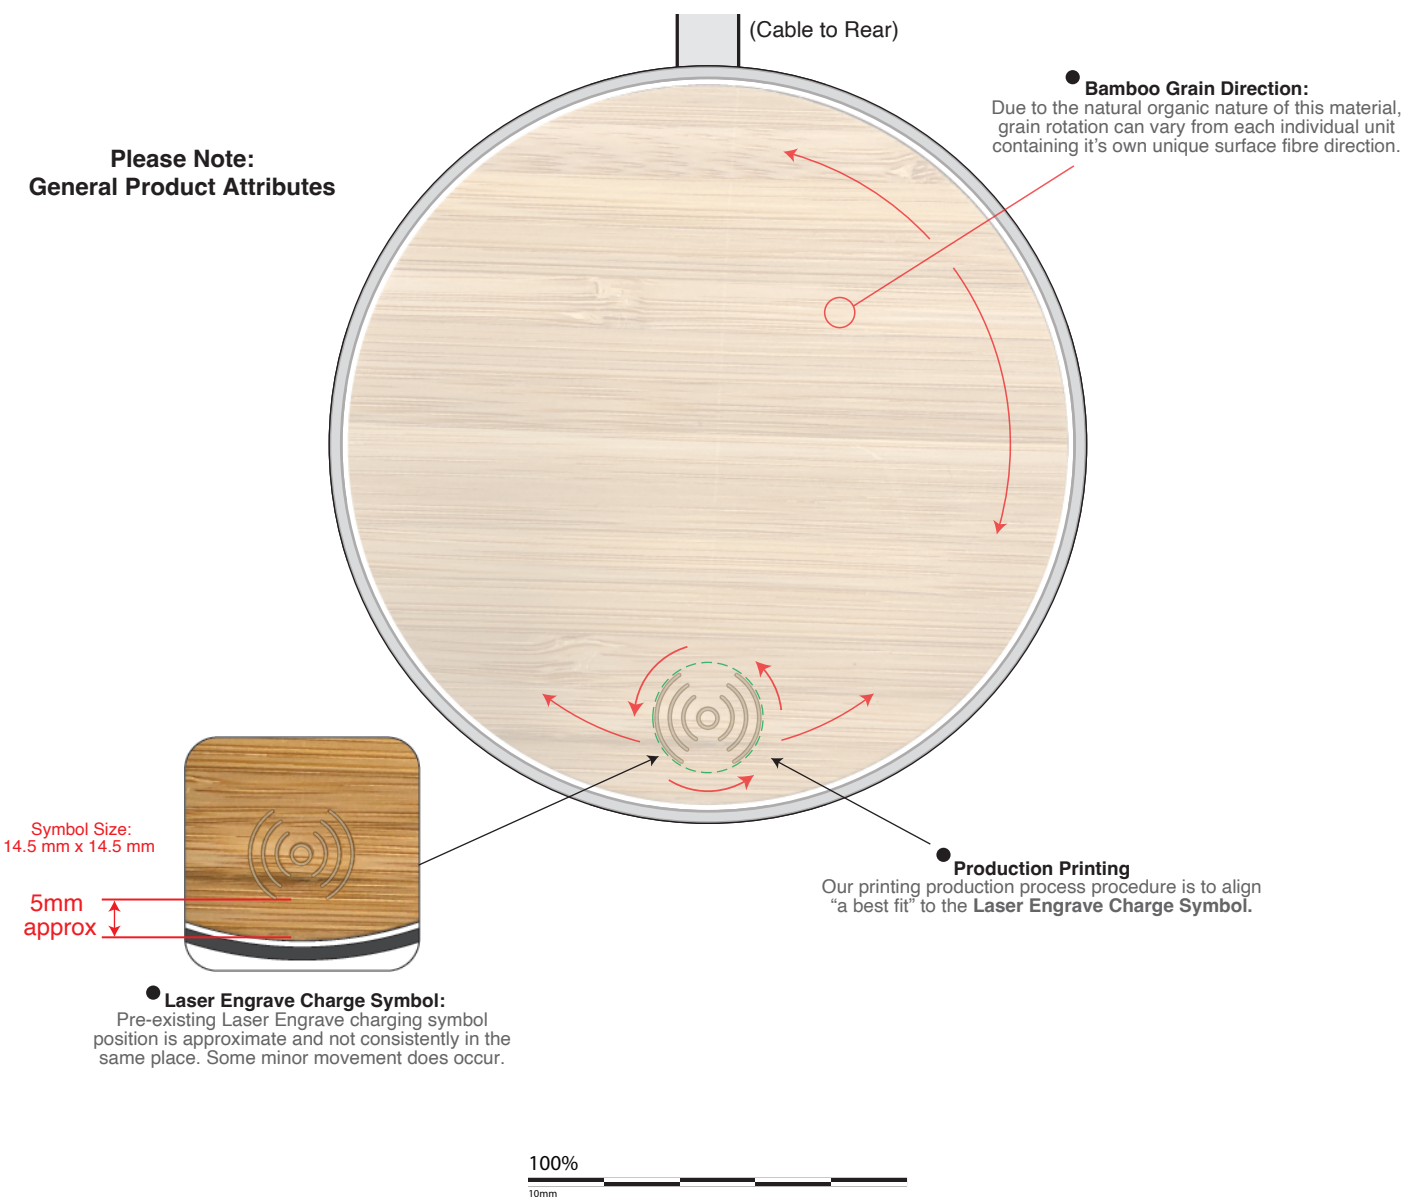 (Cable to Rear)
Bamboo Grain Direction:
Due to the natural organic nature of this material,
grain rotation can vary from each individual unit
containing it’s own unique surface fibre direction.
Please Note:
General Product Attributes
Symbol Size:
14.5 mm x 14.5 mm
5mm
approx
Production Printing
Our printing production process procedure is to align
“a best fit” to the Laser Engrave Charge Symbol.
Laser Engrave Charge Symbol:
Pre-existing Laser Engrave charging symbol
position is approximate and not consistently in the
same place. Some minor movement does occur.
100%
10mm